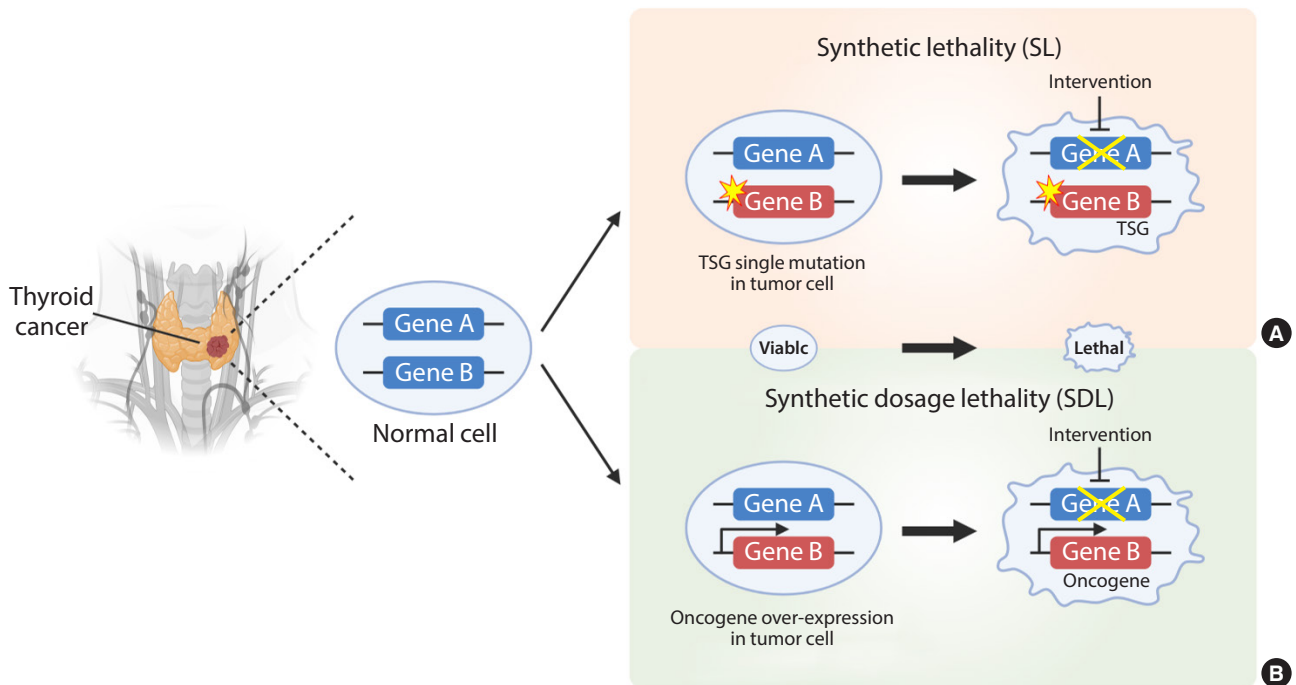 Thyroid
cancer
Gene A
Gene B
Normal cell
Synthetic lethality (SL)
Gene A
Gene B
TSG single mutation
in tumor cell
Intervention
Gene A
Gene B
TSG
A
Viablc
Lethal
Synthetic dosage lethality (SDL)
Gene A
Gene B
Oncogene over-expression
in tumor cell
Intervention
Gene A
Gene B
Oncogene
B